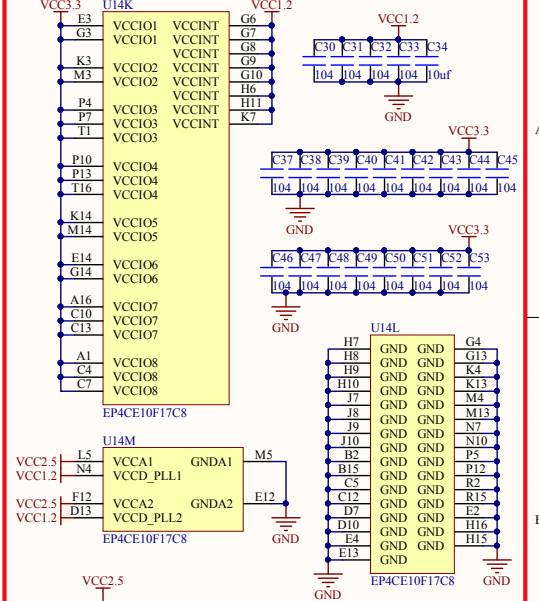 VCC3.3 U14K VCC1.2
E3 VCCIO1 VCCINT G6
G3 VCCIO1 VCCINT G7
VCCINT G8
K3 VCCIO2 VCCINT G9
M3 VCCIO2 VCCINT G10
VCCINT H6
P4 VCCIO3 VCCINT H11
P7 VCCIO3 VCCINT K7
T1 VCCIO3
P10 VCCIO4
P13 VCCIO4
T16 VCCIO4
K14 VCCIO5
M14 VCCIO5
E14 VCCIO6
G14 VCCIO6
A16 VCCIO7
C10 VCCIO7
C13 VCCIO7
A1 VCCIO8
C4 VCCIO8
C7 VCCIO8
EP4CE10F17C8
VCC1.2
C30 C31 C32 C33 C34
104 104 104 104 10uf
GND
VCC3.3
C37 C38 C39 C40 C41 C42 C43 C44 C45
104 104 104 104 104 104 104 104 104
GND
VCC3.3
C46 C47 C48 C49 C50 C51 C52 C53
104 104 104 104 104 104 104 104
GND
U14M
VCC2.5 L5 VCCA1 GNDA1 M5
VCC1.2 N4 VCCD_PLL1
VCC2.5 F12 VCCA2 GNDA2 E12
VCC1.2 D13 VCCD_PLL2
EP4CE10F17C8
GND
VCC2.5
U14L
H7 GND GND G4
H8 GND GND G13
H9 GND GND K4
H10 GND GND K13
J7 GND GND M4
J8 GND GND M13
J9 GND GND N7
J10 GND GND N10
B2 GND GND P5
B15 GND GND P12
C5 GND GND R2
C12 GND GND R15
D7 GND GND E2
D10 GND GND H16
E4 GND GND H15
E13 GND
EP4CE10F17C8
GND GND